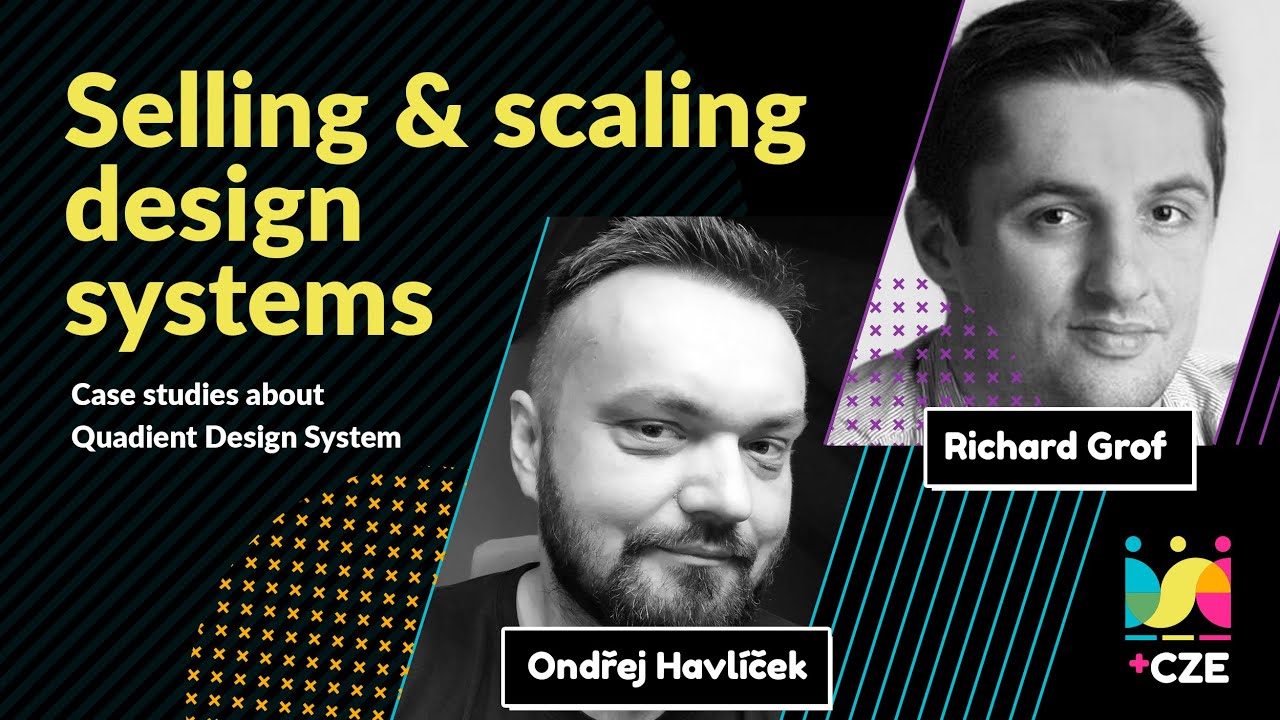 Selling & scaling
design
systems
Case studies about
Quadient Design System
Richard Grof
Ondřej Havlíček
+CZE